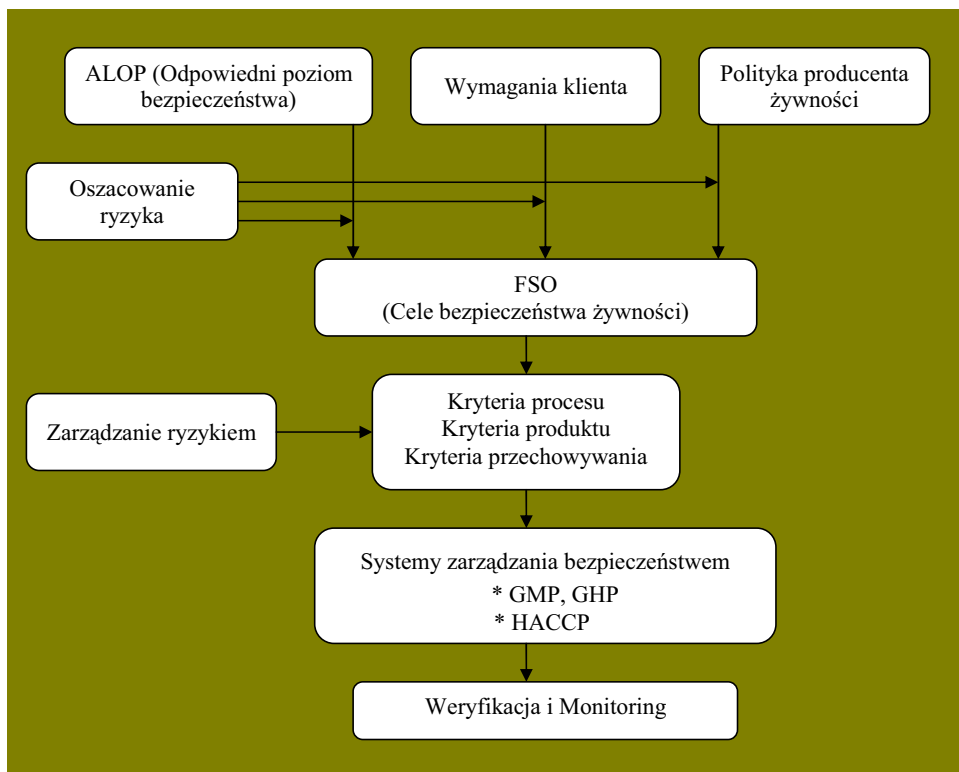 ALOP (Odpowiedni poziom
bezpieczeństwa)
Wymagania klienta
Polityka producenta
żywności
Oszacowanie
ryzyka
FSO
(Cele bezpieczeństwa żywności)
Kryteria procesu
Kryteria produktu
Kryteria przechowywania
Zarządzanie ryzykiem
Systemy zarządzania bezpieczeństwem
* GMP, GHP
* HACCP
Weryfikacja i Monitoring